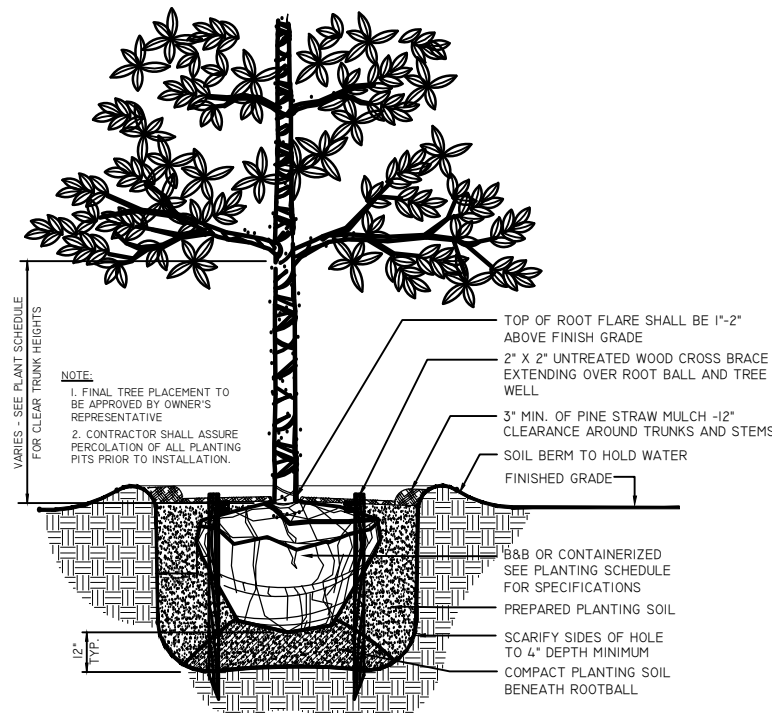 VARIES - SEE PLANT SCHEDULE
FOR CLEAR TRUNK HEIGHTS
NOTE:
1. FINAL TREE PLACEMENT TO
BE APPROVED BY OWNER'S
REPRESENTATIVE
2. CONTRACTOR SHALL ASSURE
PERCOLATION OF ALL PLANTING
PITS PRIOR TO INSTALLATION.
TOP OF ROOT FLARE SHALL BE 1"-2"
ABOVE FINISH GRADE
2" X 2" UNTREATED WOOD CROSS BRACE
EXTENDING OVER ROOT BALL AND TREE
WELL
3" MIN. OF PINE STRAW MULCH -12"
CLEARANCE AROUND TRUNKS AND STEMS
SOIL BERM TO HOLD WATER
FINISHED GRADE
B&B OR CONTAINERIZED
SEE PLANTING SCHEDULE
FOR SPECIFICATIONS
PREPARED PLANTING SOIL
SCARIFY SIDES OF HOLE
TO 4" DEPTH MINIMUM
COMPACT PLANTING SOIL
BENEATH ROOTBALL
12"
TYP.